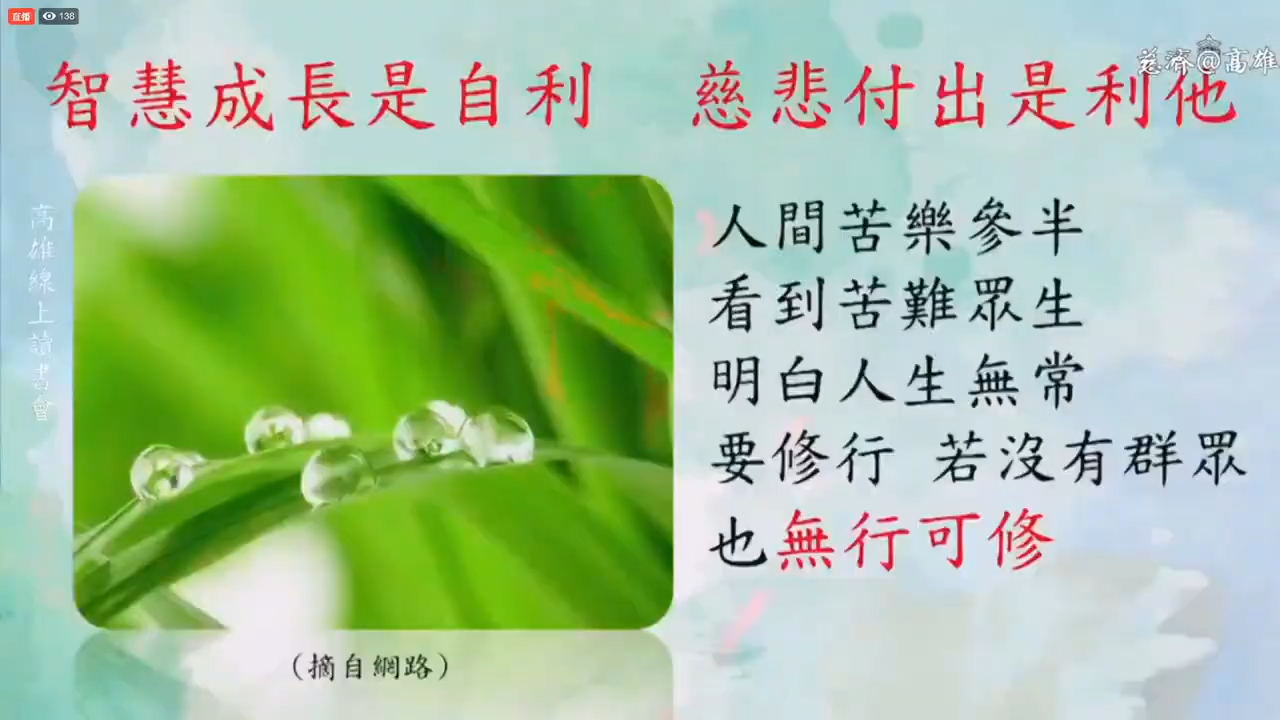 直播 138
慈濟@高雄
智慧成長是自利 慈悲付出是利他
高雄線上讀書會
人間苦樂參半
看到苦難眾生
明白人生無常
要修行 若沒有群眾
也無行可修
（摘自網路）